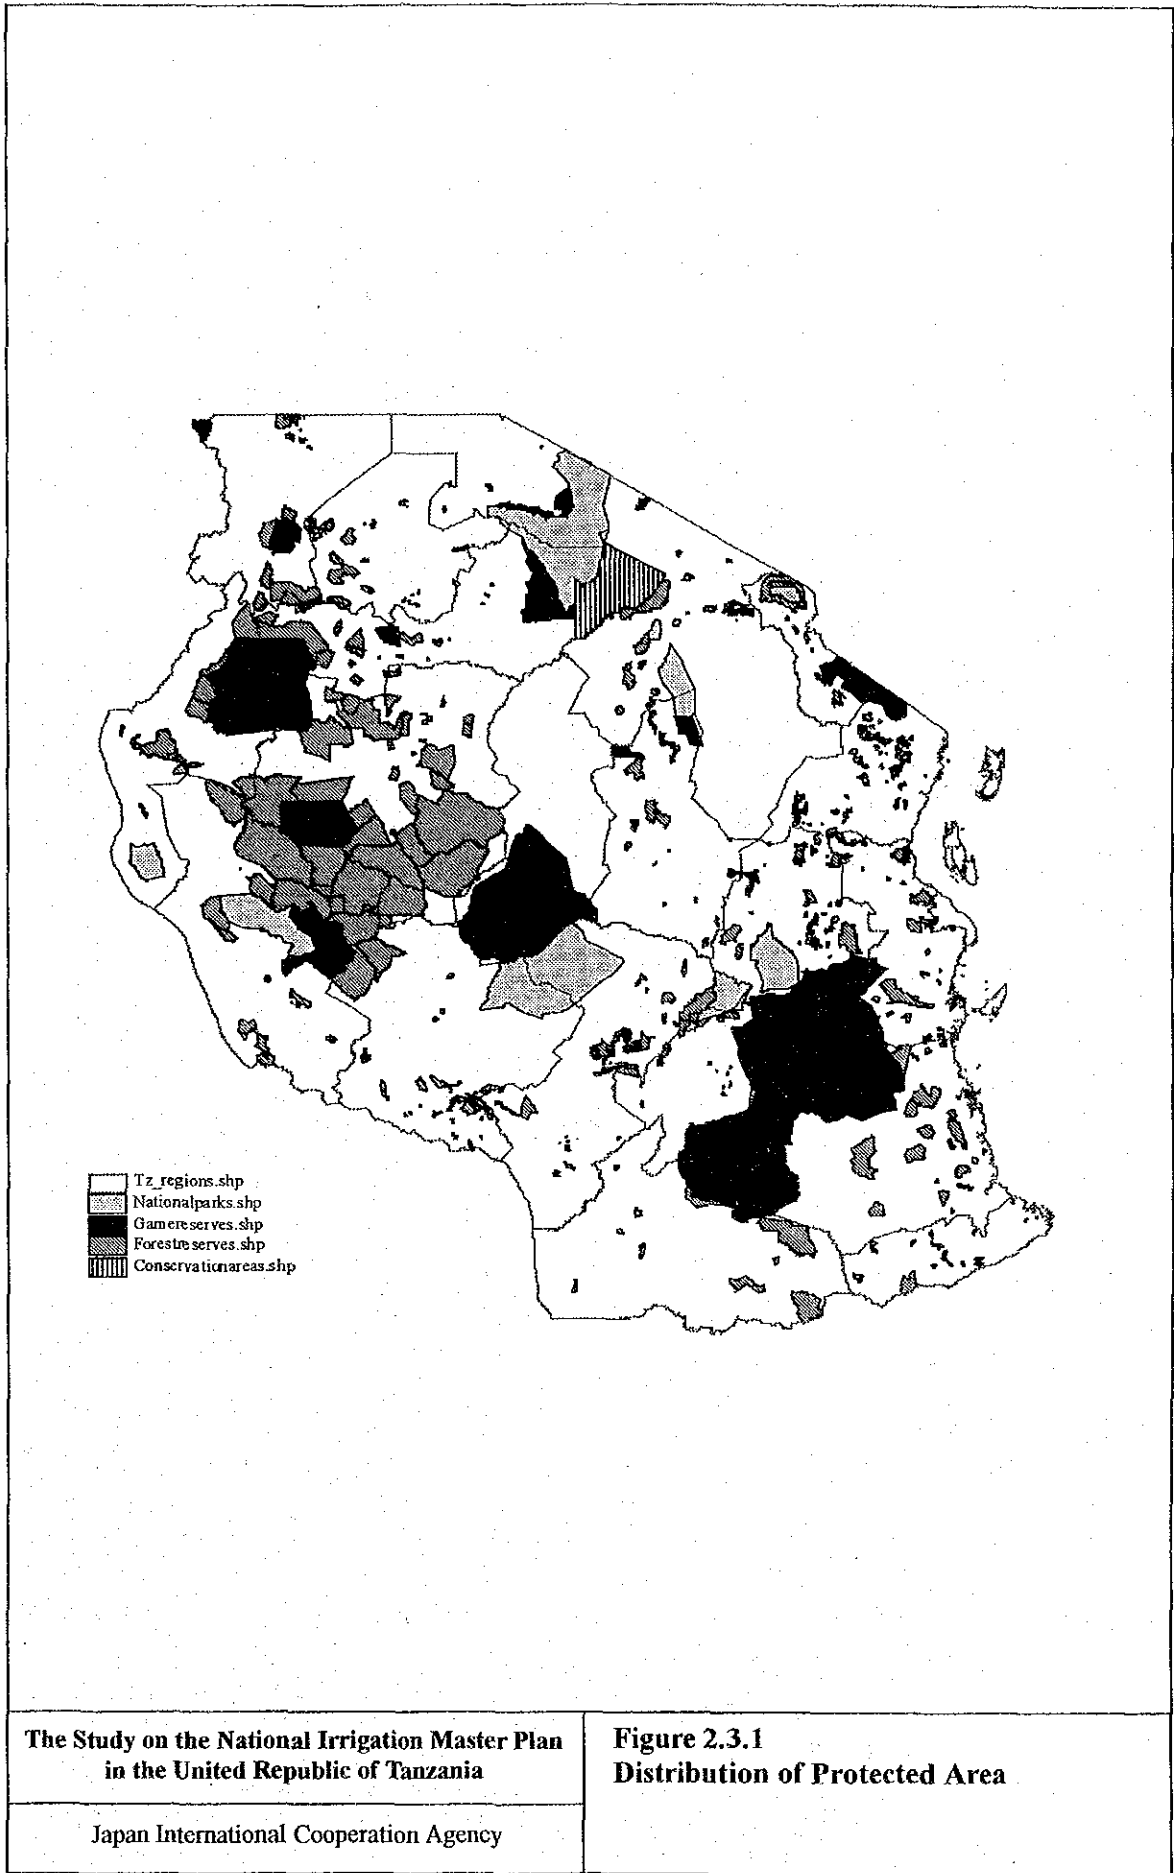 Tz_regions.shp
Nationalparks.shp
Gamereserves.shp
Forestreserves.shp
Conservationareas.shp
The Study on the National Irrigation Master Plan
in the United Republic of Tanzania
Japan International Cooperation Agency
Figure 2.3.1
Distribution of Protected Area